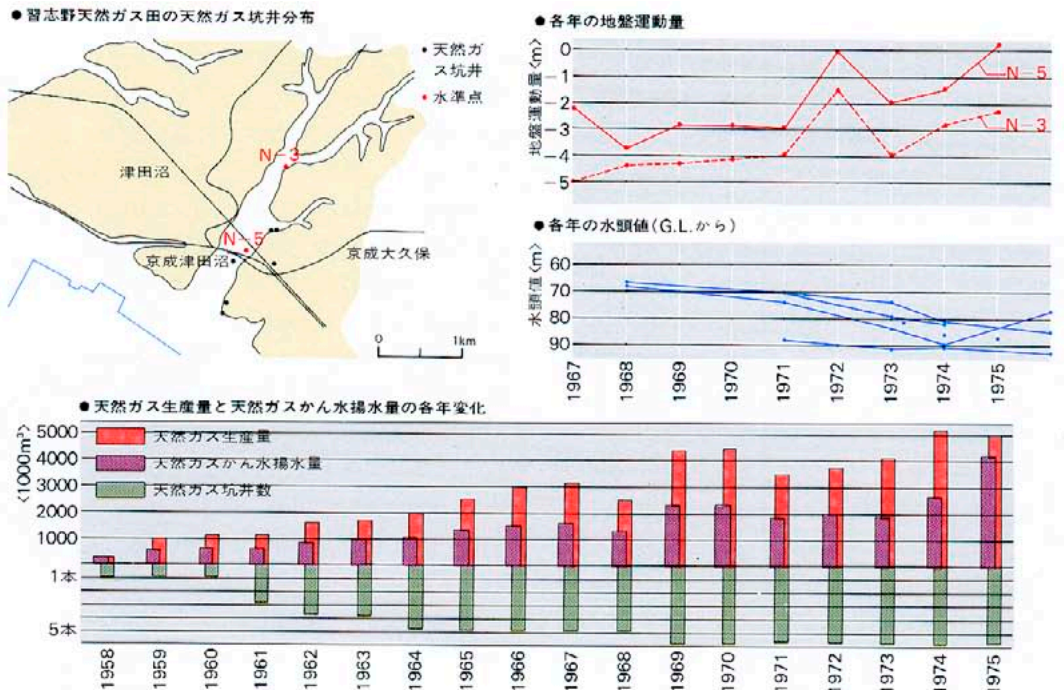 ●習志野天然ガス田の天然ガス坑井分布
•天然ガ
ス坑井
•水準点
N-3
津田沼
N-5
京成津田沼
京成大久保
0 1km
●各年の地盤運動量
地盤運動量<m>
0
-1
-2
-3
-4
-5
N-5
N-3
●各年の水頭値(G.L.から)
水頭値<m>
60
70
80
90
1967 1968 1969 1970 1971 1972 1973 1974 1975
●天然ガス生産量と天然ガスかん水揚水量の各年変化
<1000m³>
5000
4000
3000
2000
1000
1本
5本
天然ガス生産量
天然ガスかん水揚水量
天然ガス坑井数
1958 1959 1960 1961 1962 1963 1964 1965 1966 1967 1968 1969 1970 1971 1972 1973 1974 1975